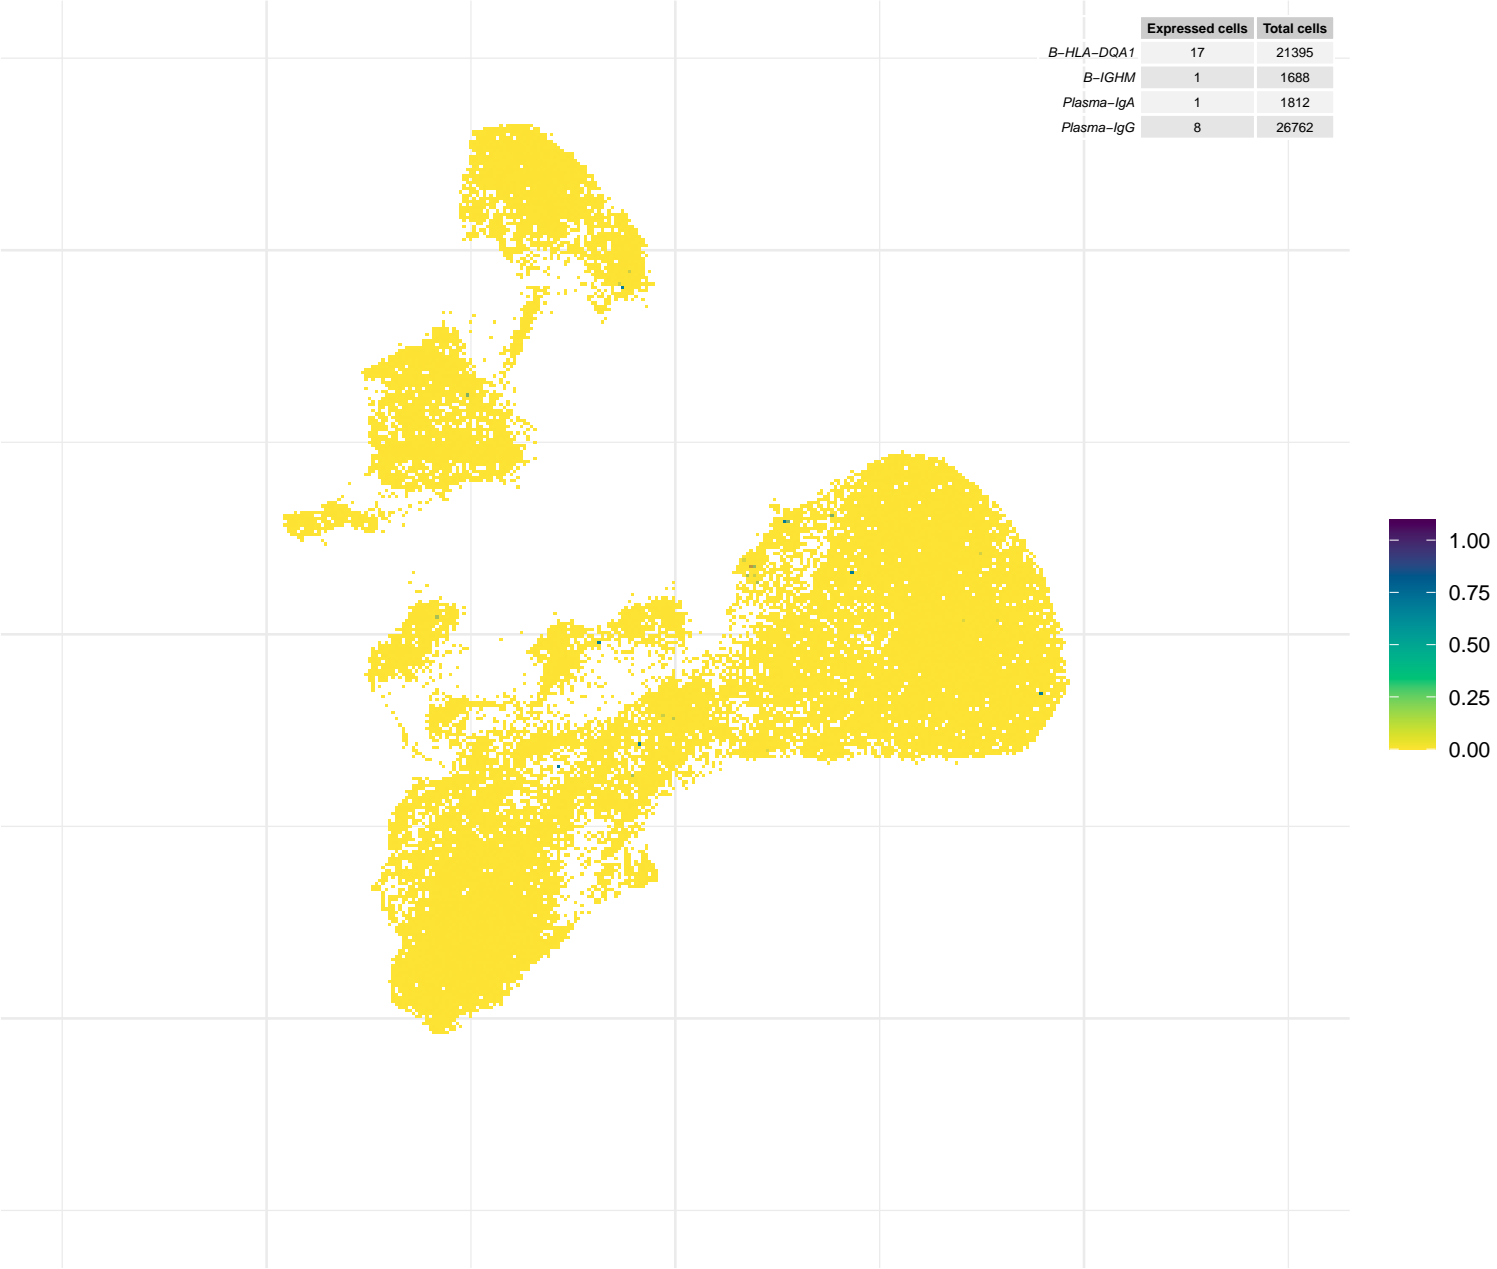 Expressed cells Total cells
B−HLA−DQA1 17 21395
B−IGHM 1 1688
Plasma−IgA 1 1812
Plasma−IgG 8 26762
1.00
0.75
0.50
0.25
0.00